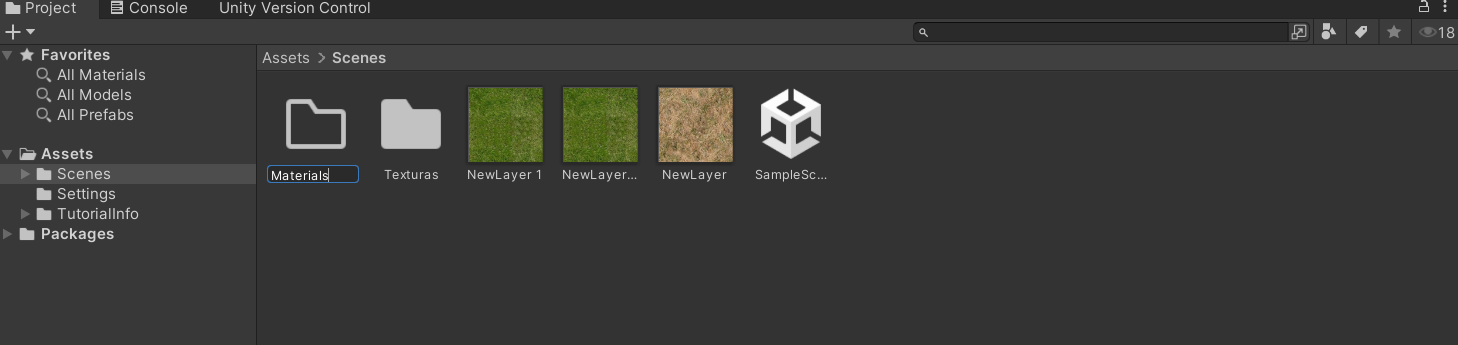 Project Console Unity Version Control
18
Favorites
All Materials
All Models
All Prefabs
Assets
Scenes
Settings
TutorialInfo
Packages
Assets > Scenes
Materials Texturas NewLayer 1 NewLayer... NewLayer SampleSc...